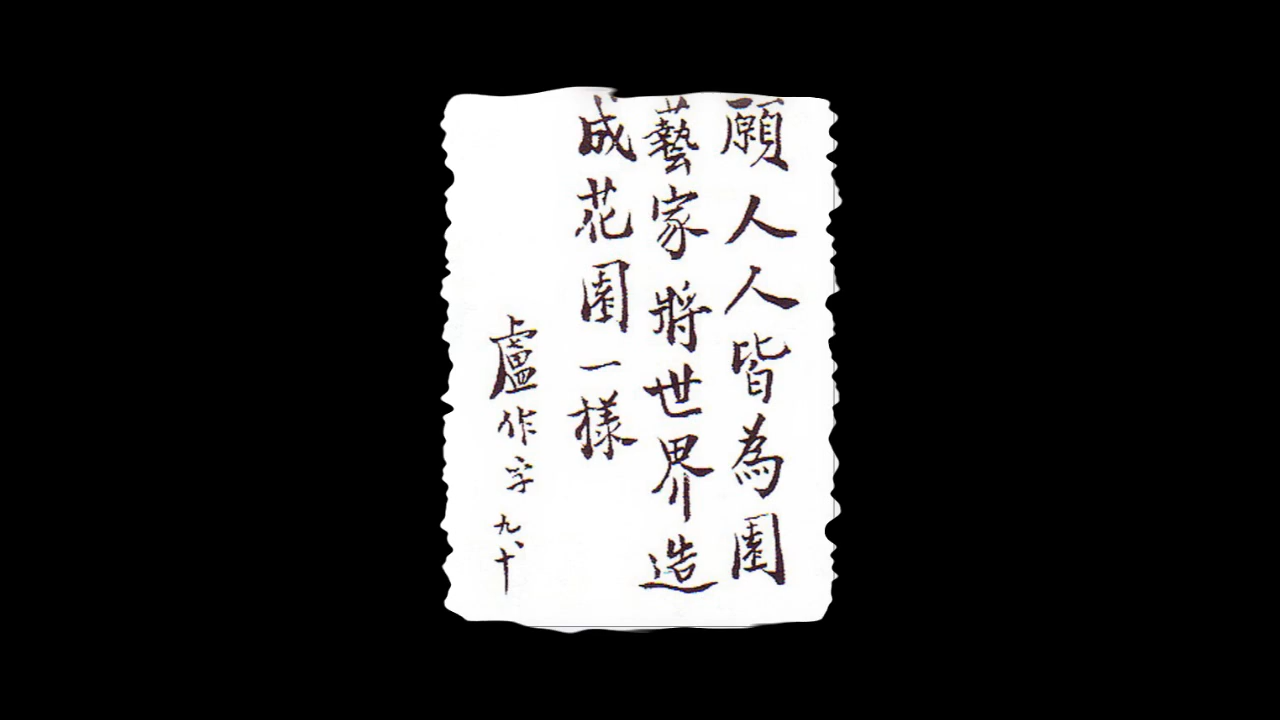 願人人皆為園
藝家將世界造
成花園一樣
盧作孚九、十